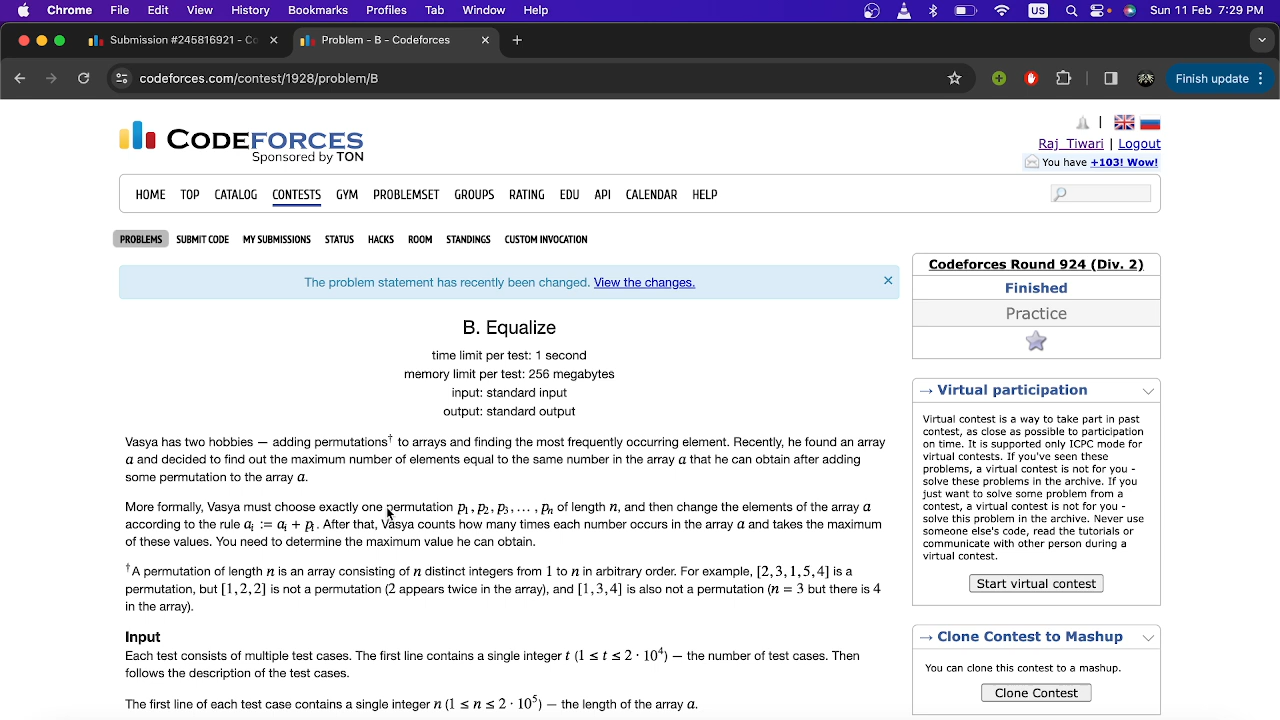 Chrome File Edit View History Bookmarks Profiles Tab Window Help US Sun 11 Feb 7:29 PM
Submission #245816921 - Co Problem - B - Codeforces
codeforces.com/contest/1928/problem/B Finish update
CODEFORCES
Sponsored by TON
Raj_Tiwari | Logout
You have +103! Wow!
HOME TOP CATALOG CONTESTS GYM PROBLEMSET GROUPS RATING EDU API CALENDAR HELP
PROBLEMS SUBMIT CODE MY SUBMISSIONS STATUS HACKS ROOM STANDINGS CUSTOM INVOCATION
The problem statement has recently been changed. View the changes.
B. Equalize
time limit per test: 1 second
memory limit per test: 256 megabytes
input: standard input
output: standard output
Vasya has two hobbies — adding permutations† to arrays and finding the most frequently occurring element. Recently, he found an array
a and decided to find out the maximum number of elements equal to the same number in the array a that he can obtain after adding
some permutation to the array a.
More formally, Vasya must choose exactly one permutation p₁, p₂, p₃, . . . , pₙ of length n, and then change the elements of the array a
according to the rule aᵢ := aᵢ + pᵢ. After that, Vasya counts how many times each number occurs in the array a and takes the maximum
of these values. You need to determine the maximum value he can obtain.
†A permutation of length n is an array consisting of n distinct integers from 1 to n in arbitrary order. For example, [2, 3, 1, 5, 4] is a
permutation, but [1, 2, 2] is not a permutation (2 appears twice in the array), and [1, 3, 4] is also not a permutation (n = 3 but there is 4
in the array).
Input
Each test consists of multiple test cases. The first line contains a single integer t (1 ≤ t ≤ 2 · 10⁴) — the number of test cases. Then
follows the description of the test cases.
The first line of each test case contains a single integer n (1 ≤ n ≤ 2 · 10⁵) — the length of the array a.
Codeforces Round 924 (Div. 2)
Finished
Practice
→ Virtual participation
Virtual contest is a way to take part in past
contest, as close as possible to participation
on time. It is supported only ICPC mode for
virtual contests. If you've seen these
problems, a virtual contest is not for you -
solve these problems in the archive. If you
just want to solve some problem from a
contest, a virtual contest is not for you -
solve this problem in the archive. Never use
someone else's code, read the tutorials or
communicate with other person during a
virtual contest.
Start virtual contest
→ Clone Contest to Mashup
You can clone this contest to a mashup.
Clone Contest